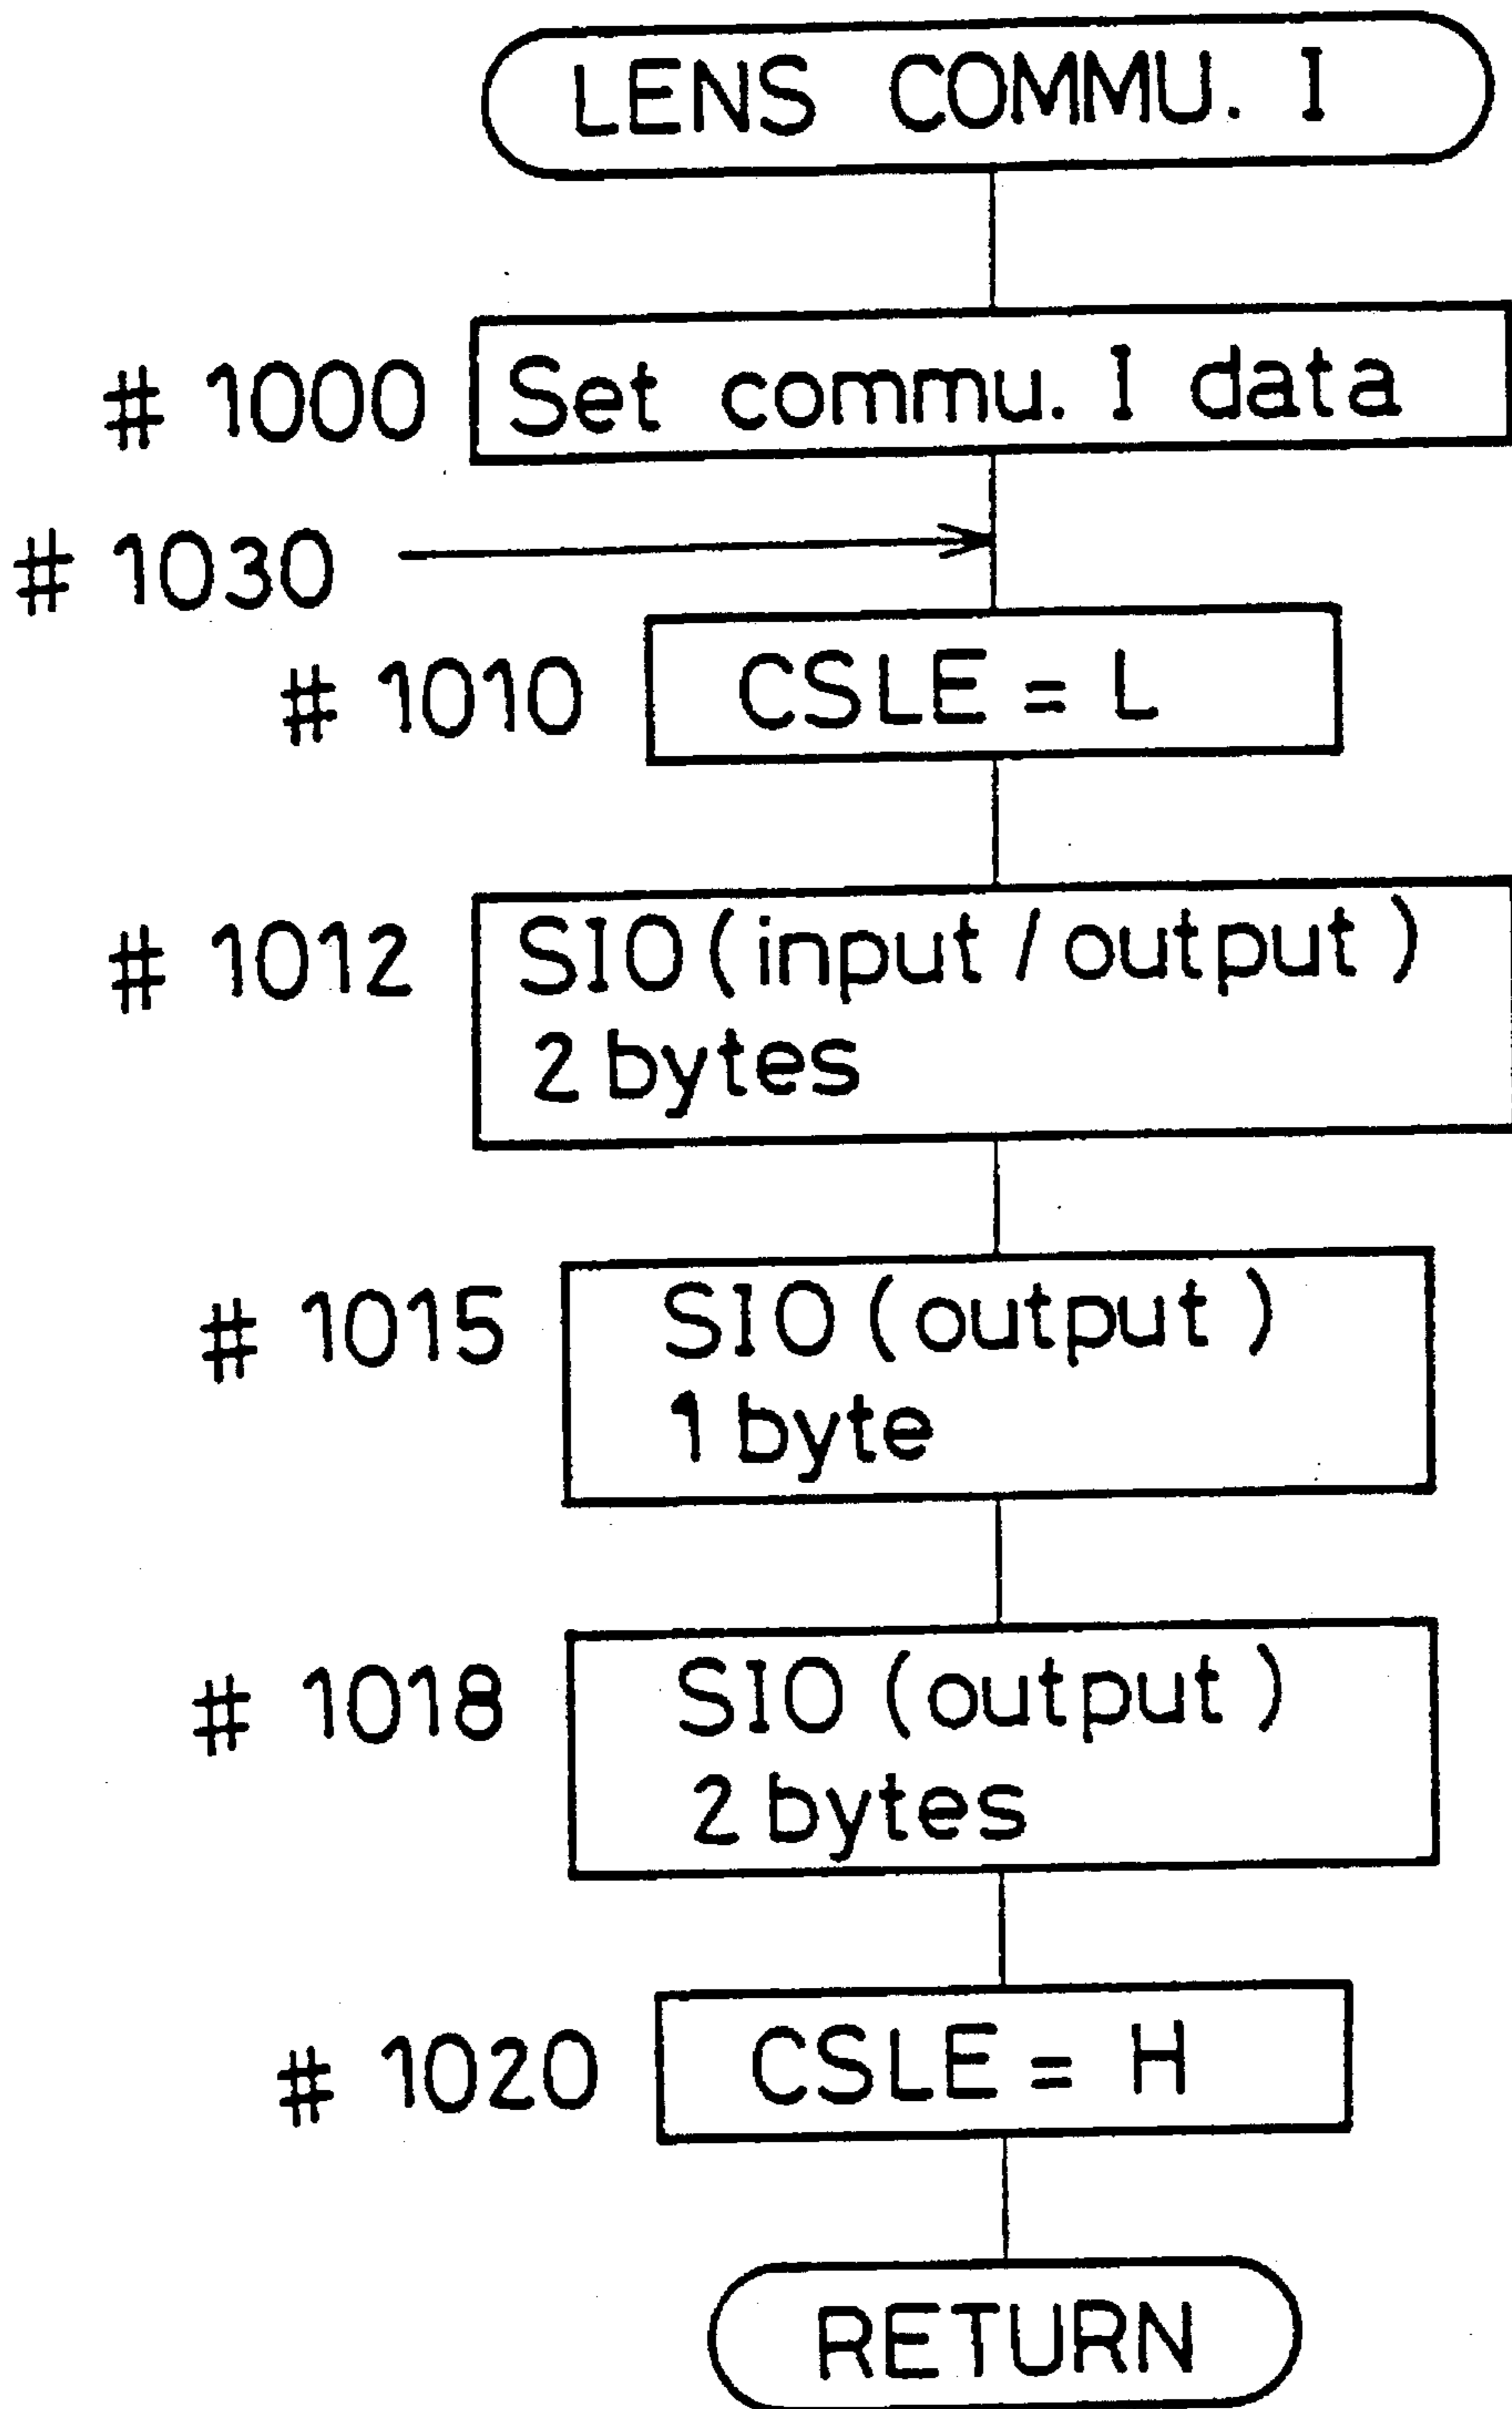 LENS COMMU. I
# 1000 Set commu. I data
# 1030
# 1010 CSLE = L
# 1012 SIO (input / output)
2 bytes
# 1015 SIO (output)
1 byte
# 1018 SIO (output)
2 bytes
# 1020 CSLE = H
RETURN